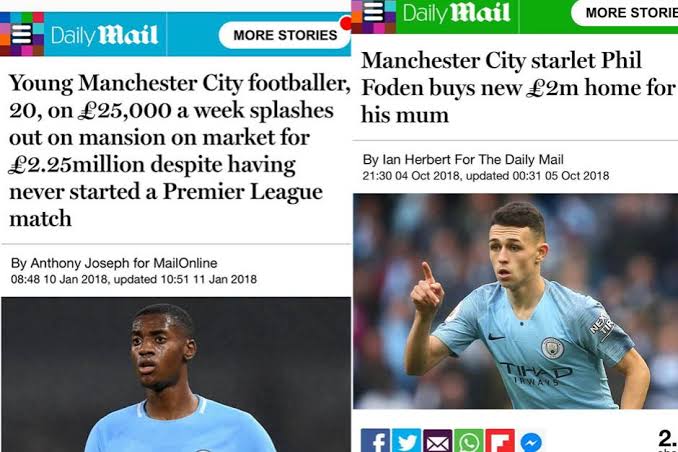 Daily Mail
MORE STORIES
Young Manchester City footballer,
20, on £25,000 a week splashes
out on mansion on market for
£2.25million despite having
never started a Premier League
match
By Anthony Joseph for MailOnline
08:48 10 Jan 2018, updated 10:51 11 Jan 2018
Daily Mail
MORE STORIE
Manchester City starlet Phil
Foden buys new £2m home for
his mum
By Ian Herbert For The Daily Mail
21:30 04 Oct 2018, updated 00:31 05 Oct 2018
TIHAD
AIRWAYS
2.